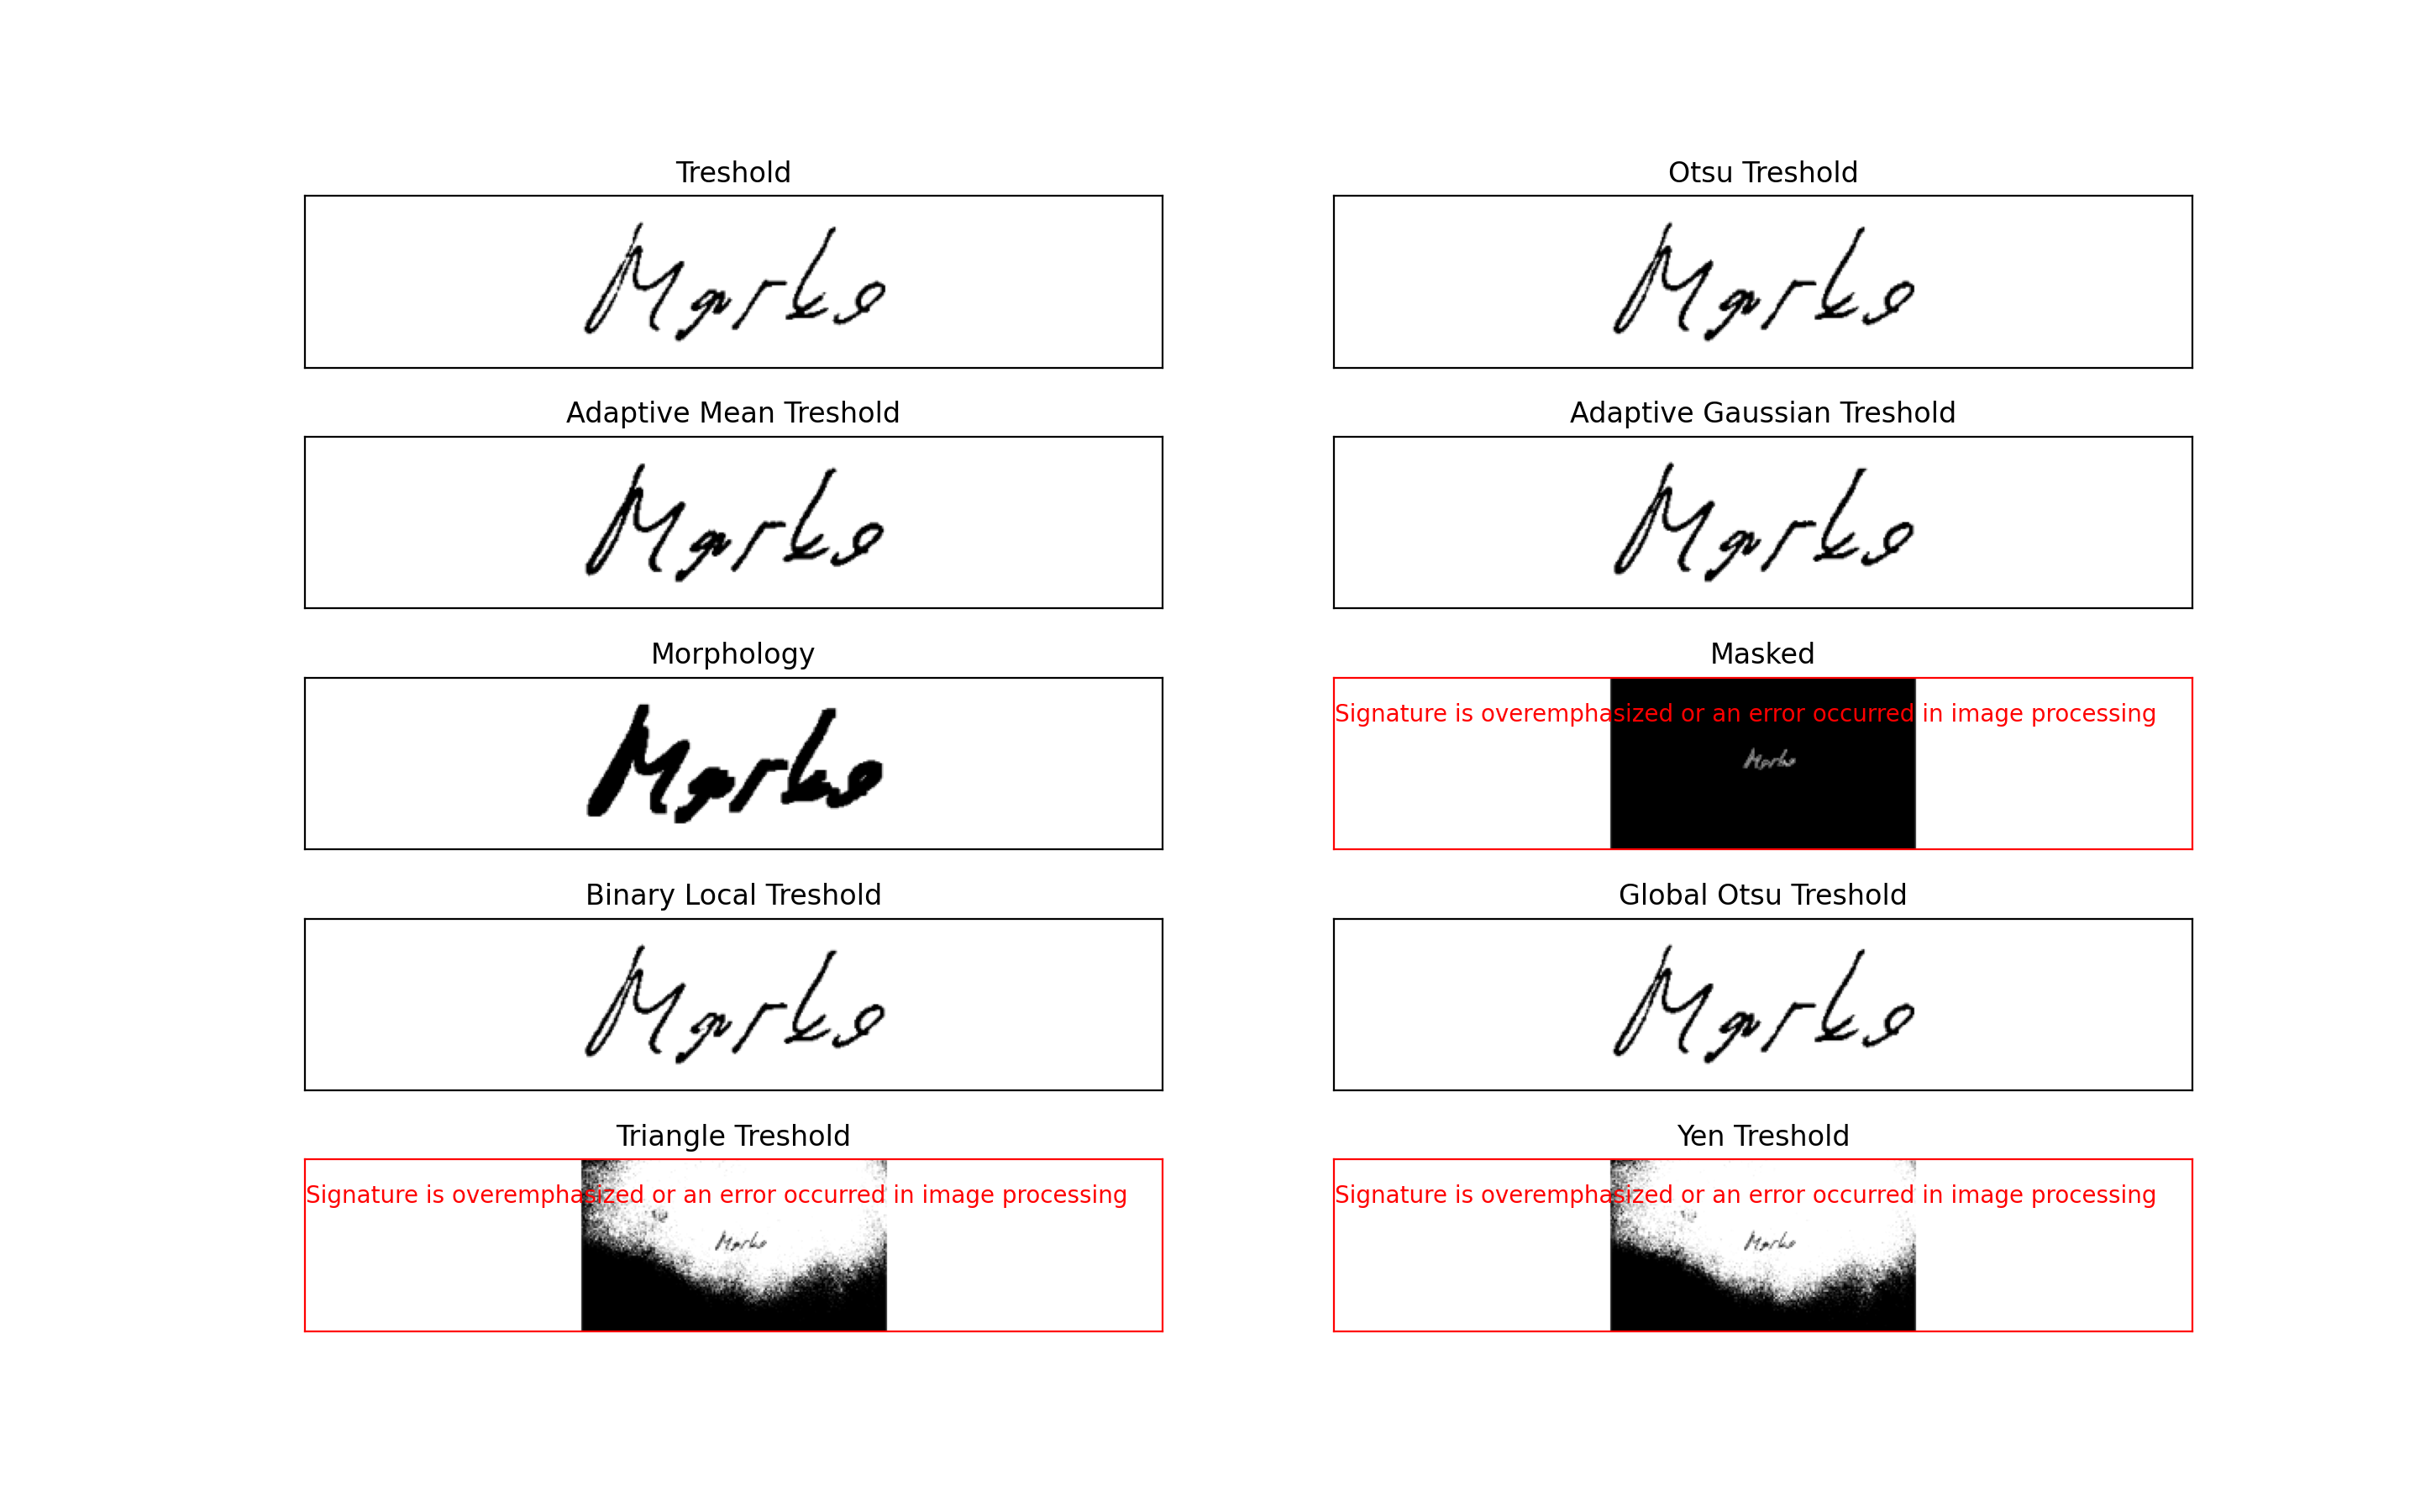 Treshold
Otsu Treshold
Marko
Marko
Adaptive Mean Treshold
Adaptive Gaussian Treshold
Marko
Marko
Morphology
Masked
Marko
Signature is overemphasized or an error occurred in image processing
Marko
Binary Local Treshold
Global Otsu Treshold
Marko
Marko
Triangle Treshold
Yen Treshold
Signature is overemphasized or an error occurred in image processing
Signature is overemphasized or an error occurred in image processing
Marko
Marko